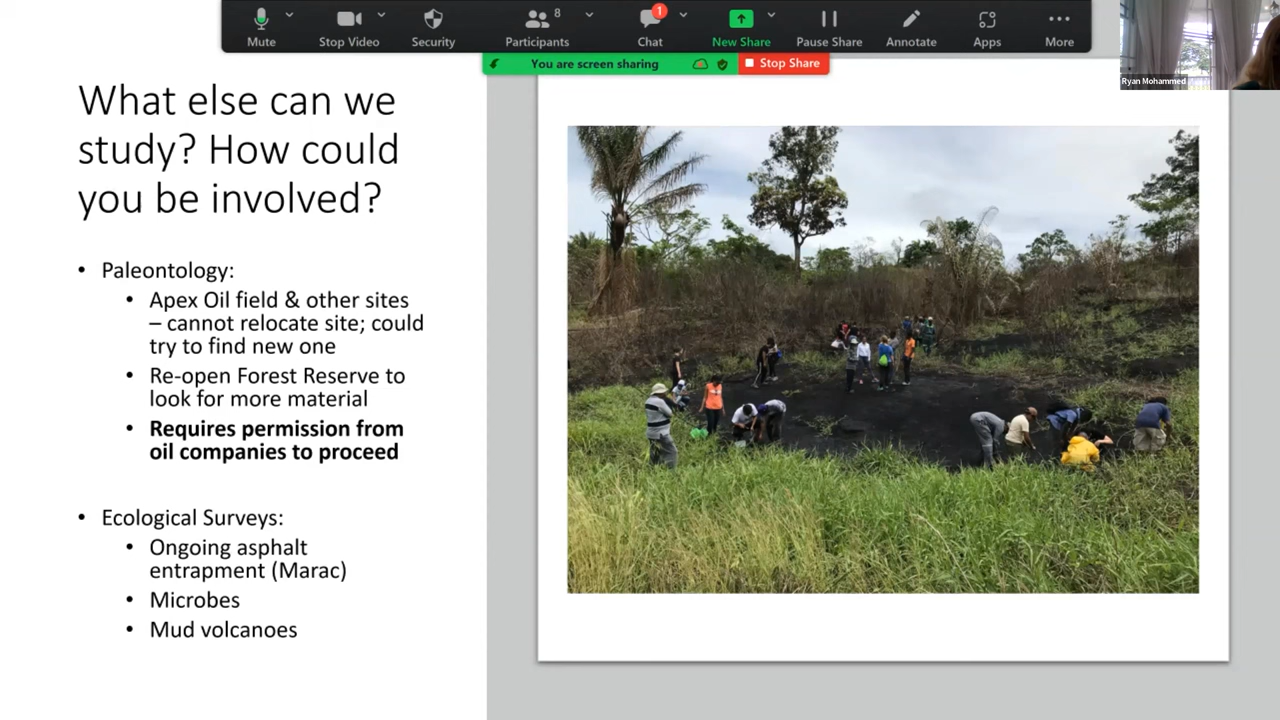 8
1
Mute
Stop Video
Security
Participants
Chat
New Share
Pause Share
Annotate
Apps
More
You are screen sharing
Stop Share
Ryan Mohammed
What else can we
study? How could
you be involved?
• Paleontology:
• Apex Oil field & other sites
– cannot relocate site; could
try to find new one
• Re-open Forest Reserve to
look for more material
• Requires permission from
oil companies to proceed
• Ecological Surveys:
• Ongoing asphalt
entrapment (Marac)
• Microbes
• Mud volcanoes